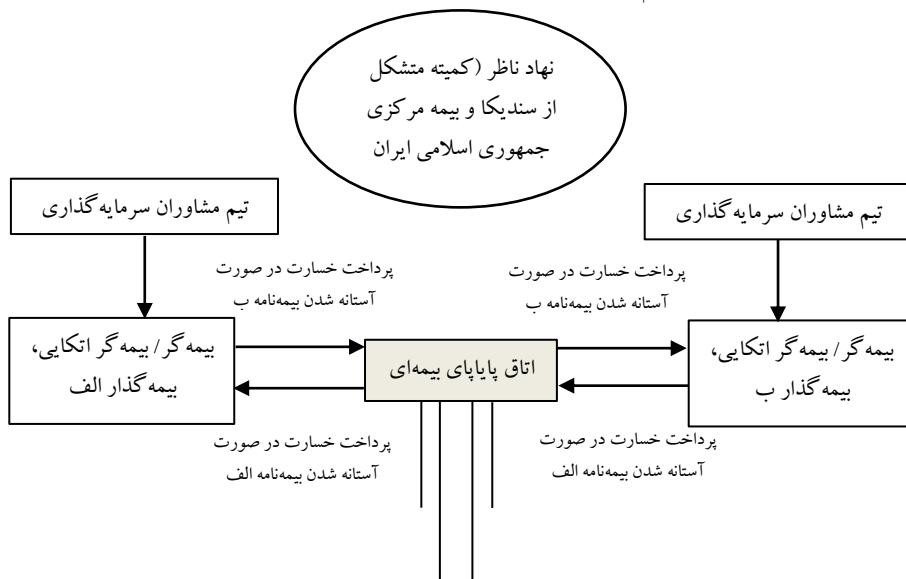 نهاد ناظر (کمیته متشکل
از سندیکا و بیمه مرکزی
جمهوری اسلامی ایران
تیم مشاوران سرمایه‌گذاری
تیم مشاوران سرمایه‌گذاری
پرداخت خسارت در صورت
آستانه شدن بیمه‌نامه ب
پرداخت خسارت در صورت
آستانه شدن بیمه‌نامه ب
بیمه‌گر/ بیمه‌گر اتکایی،
بیمه‌گذار ب
اتاق پایاپای بیمه‌ای
بیمه‌گر/ بیمه‌گر اتکایی،
بیمه‌گذار الف
پرداخت خسارت در صورت
آستانه شدن بیمه‌نامه الف
پرداخت خسارت در صورت
آستانه شدن بیمه‌نامه الف